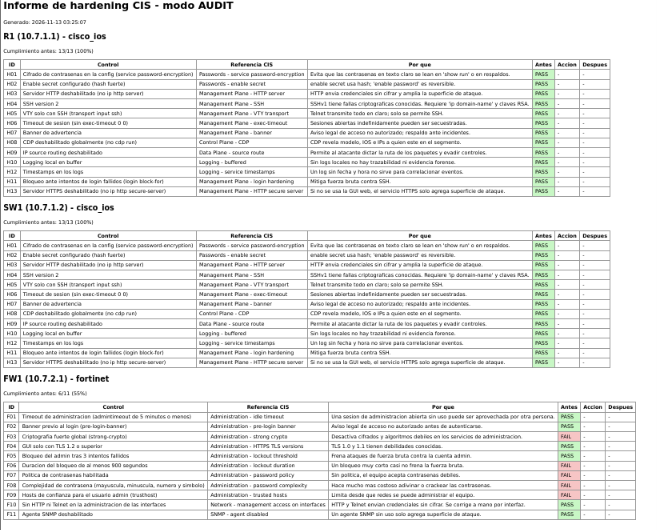 Informe de hardening CIS - modo AUDIT
Generado: 2026-11-13 03:25:07
R1 (10.7.1.1) - cisco_ios
Cumplimiento antes: 13/13 (100%)
ID Control Referencia CIS Por que Antes Accion Despues
H01 Cifrado de contrasenas en la config (service password-encryption) Passwords - service password-encryption Evita que las contrasenas en texto claro se lean en 'show run' o en respaldos. PASS - -
H02 Enable secret configurado (hash fuerte) Passwords - enable secret enable secret usa hash; 'enable password' es reversible. PASS - -
H03 Servidor HTTP deshabilitado (no ip http server) Management Plane - HTTP server HTTP envia credenciales sin cifrar y amplia la superficie de ataque. PASS - -
H04 SSH version 2 Management Plane - SSH SSHv1 tiene fallas criptograficas conocidas. Requiere 'ip domain-name' y claves RSA. PASS - -
H05 VTY solo con SSH (transport input ssh) Management Plane - VTY transport Telnet transmite todo en claro; solo se permite SSH. PASS - -
H06 Timeout de sesion (sin exec-timeout 0 0) Management Plane - exec-timeout Sesiones abiertas indefinidamente pueden ser secuestradas. PASS - -
H07 Banner de advertencia Management Plane - banner Aviso legal de acceso no autorizado; respaldo ante incidentes. PASS - -
H08 CDP deshabilitado globalmente (no cdp run) Control Plane - CDP CDP revela modelo, IOS e IPs a quien este en el segmento. PASS - -
H09 IP source routing deshabilitado Data Plane - source route Permite al atacante dictar la ruta de los paquetes y evadir controles. PASS - -
H10 Logging local en buffer Logging - buffered Sin logs locales no hay trazabilidad ni evidencia forense. PASS - -
H12 Timestamps en los logs Logging - service timestamps Un log sin fecha y hora no sirve para correlacionar eventos. PASS - -
H11 Bloqueo ante intentos de login fallidos (login block-for) Management Plane - login hardening Mitiga fuerza bruta contra SSH. PASS - -
H13 Servidor HTTPS deshabilitado (no ip http secure-server) Management Plane - HTTP secure server Si no se usa la GUI web, el servicio HTTPS solo agrega superficie de ataque. PASS - -
SW1 (10.7.1.2) - cisco_ios
Cumplimiento antes: 13/13 (100%)
ID Control Referencia CIS Por que Antes Accion Despues
H01 Cifrado de contrasenas en la config (service password-encryption) Passwords - service password-encryption Evita que las contrasenas en texto claro se lean en 'show run' o en respaldos. PASS - -
H02 Enable secret configurado (hash fuerte) Passwords - enable secret enable secret usa hash; 'enable password' es reversible. PASS - -
H03 Servidor HTTP deshabilitado (no ip http server) Management Plane - HTTP server HTTP envia credenciales sin cifrar y amplia la superficie de ataque. PASS - -
H04 SSH version 2 Management Plane - SSH SSHv1 tiene fallas criptograficas conocidas. Requiere 'ip domain-name' y claves RSA. PASS - -
H05 VTY solo con SSH (transport input ssh) Management Plane - VTY transport Telnet transmite todo en claro; solo se permite SSH. PASS - -
H06 Timeout de sesion (sin exec-timeout 0 0) Management Plane - exec-timeout Sesiones abiertas indefinidamente pueden ser secuestradas. PASS - -
H07 Banner de advertencia Management Plane - banner Aviso legal de acceso no autorizado; respaldo ante incidentes. PASS - -
H08 CDP deshabilitado globalmente (no cdp run) Control Plane - CDP CDP revela modelo, IOS e IPs a quien este en el segmento. PASS - -
H09 IP source routing deshabilitado Data Plane - source route Permite al atacante dictar la ruta de los paquetes y evadir controles. PASS - -
H10 Logging local en buffer Logging - buffered Sin logs locales no hay trazabilidad ni evidencia forense. PASS - -
H12 Timestamps en los logs Logging - service timestamps Un log sin fecha y hora no sirve para correlacionar eventos. PASS - -
H11 Bloqueo ante intentos de login fallidos (login block-for) Management Plane - login hardening Mitiga fuerza bruta contra SSH. PASS - -
H13 Servidor HTTPS deshabilitado (no ip http secure-server) Management Plane - HTTP secure server Si no se usa la GUI web, el servicio HTTPS solo agrega superficie de ataque. PASS - -
FW1 (10.7.2.1) - fortinet
Cumplimiento antes: 6/11 (55%)
ID Control Referencia CIS Por que Antes Accion Despues
F01 Timeout de administracion (admintimeout de 5 minutos o menos) Administration - idle timeout Una sesion de administracion abierta sin uso puede ser aprovechada por otra persona. PASS - -
F02 Banner previo al login (pre-login-banner) Administration - pre-login banner Aviso legal de acceso no autorizado antes de autenticarse. PASS - -
F03 Criptografia fuerte global (strong-crypto) Administration - strong crypto Desactiva cifrados y algoritmos debiles en los servicios de administracion. FAIL - -
F04 GUI solo con TLS 1.2 o superior Administration - HTTPS TLS versions TLS 1.0 y 1.1 tienen debilidades conocidas. PASS - -
F05 Bloqueo del admin tras 3 intentos fallidos Administration - lockout threshold Frena ataques de fuerza bruta contra la cuenta admin. PASS - -
F06 Duracion del bloqueo de al menos 900 segundos Administration - lockout duration Un bloqueo muy corto casi no frena la fuerza bruta. FAIL - -
F07 Politica de contrasenas habilitada Administration - password policy Sin politica, el equipo acepta contrasenas debiles. FAIL - -
F08 Complejidad de contrasena (mayuscula, minuscula, numero y simbolo) Administration - password complexity Hace mucho mas costoso adivinar o crackear las contrasenas. FAIL - -
F09 Hosts de confianza para el usuario admin (trusthost) Administration - trusted hosts Limita desde que redes se puede administrar el equipo. FAIL - -
F10 Sin HTTP ni Telnet en la administracion de las interfaces Network - management access on interfaces HTTP y Telnet envian credenciales sin cifrar. Se corrige a mano por interfaz. PASS - -
F11 Agente SNMP deshabilitado SNMP - agent disabled Un agente SNMP sin uso solo agrega superficie de ataque. PASS - -